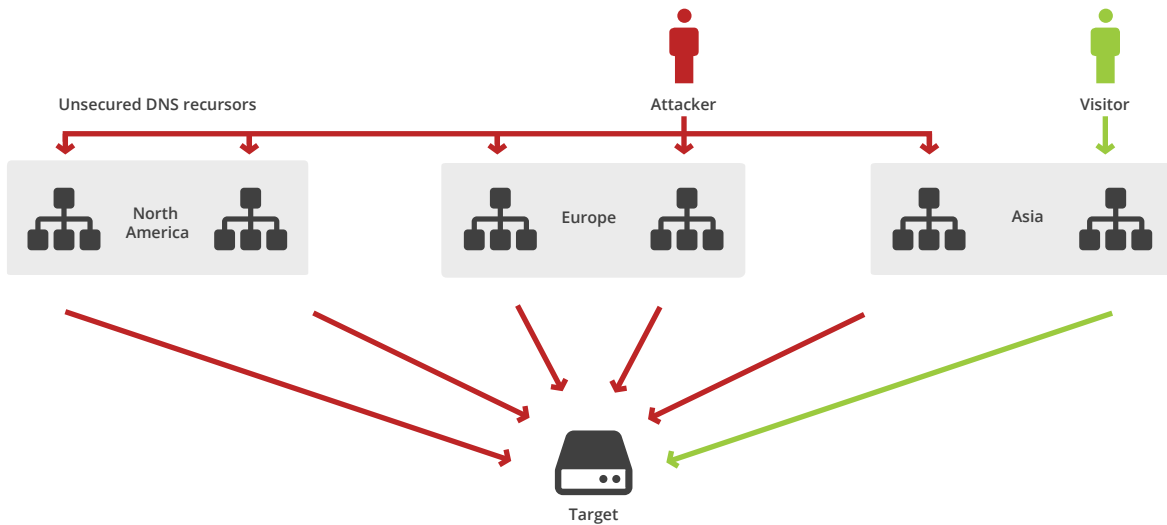 Unsecured DNS recursors
Attacker
Visitor
North
America
Europe
Asia
Target